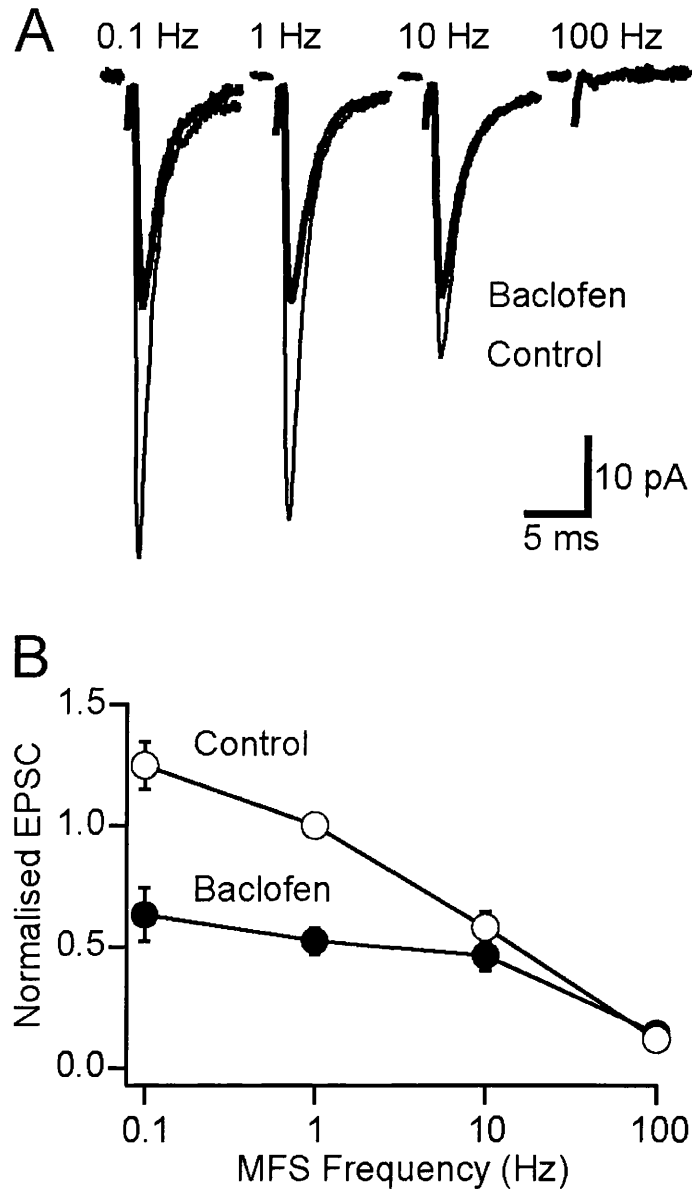 A
0.1 Hz 1 Hz 10 Hz 100 Hz
Baclofen
Control
10 pA
5 ms
B
Normalised EPSC
1.5
1.0
0.5
0.0
Control
Baclofen
0.1 1 10 100
MFS Frequency (Hz)